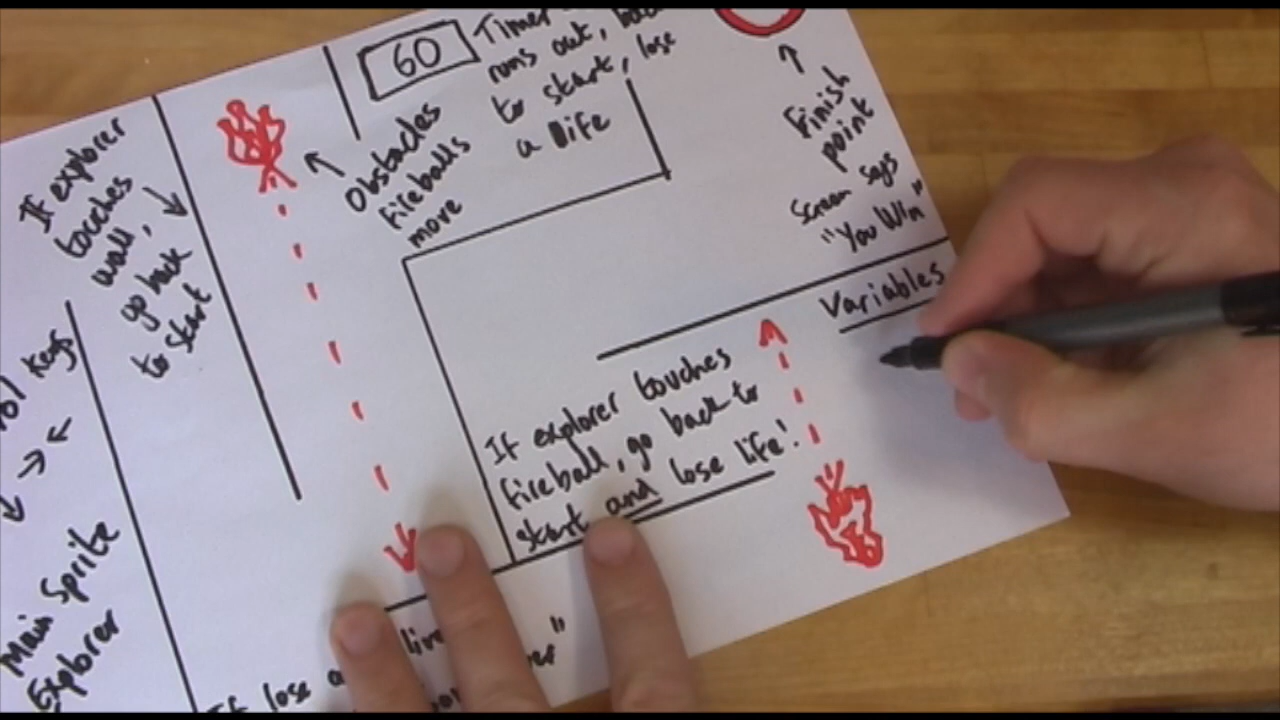 If explorer
touches
wall,
go back
to start
60
Timer
runs out,
to start, lose
a life
Obstacles
Fireballs
move
Finish
point
Screen says
"You Win"
Variables
If explorer touches
fireball, go back to
start and lose life!
keys
Main Sprite
Explorer
If lose